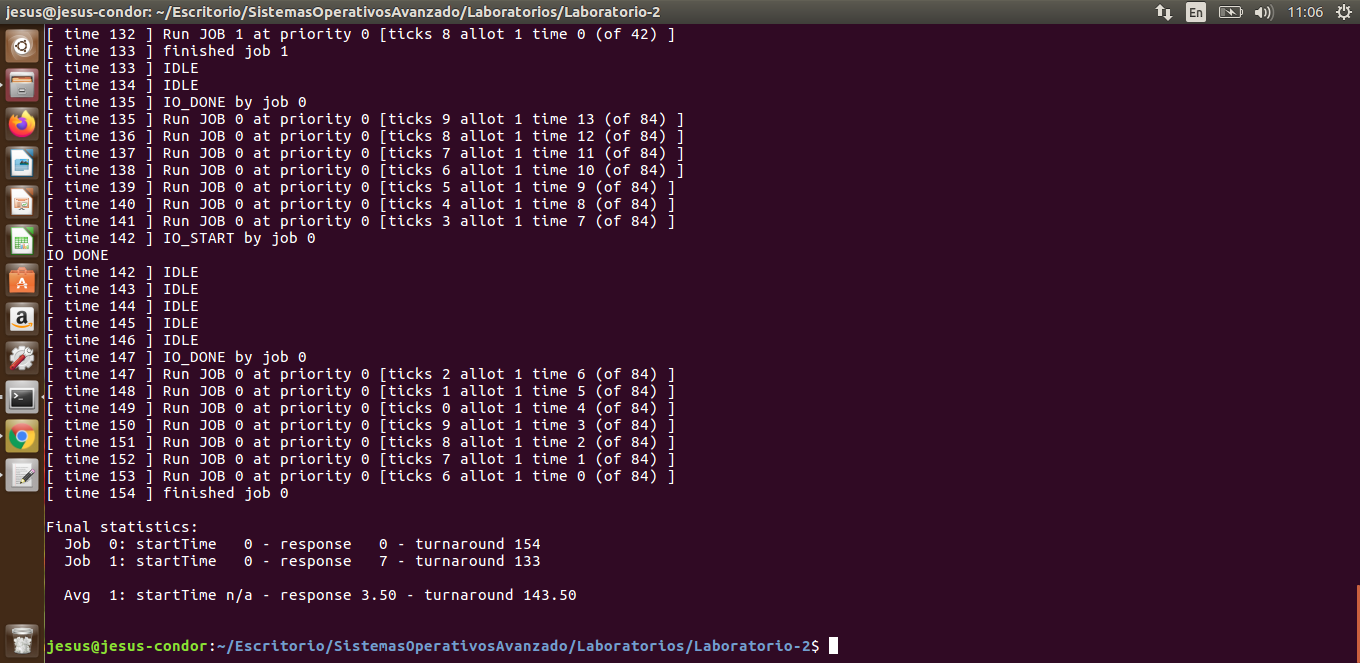 jesus@jesus-condor: ~/Escritorio/SistemasOperativosAvanzado/Laboratorios/Laboratorio-2 En 11:06
[ time 132 ] Run JOB 1 at priority 0 [ticks 8 allot 1 time 0 (of 42) ]
[ time 133 ] finished job 1
[ time 133 ] IDLE
[ time 134 ] IDLE
[ time 135 ] IO_DONE by job 0
[ time 135 ] Run JOB 0 at priority 0 [ticks 9 allot 1 time 13 (of 84) ]
[ time 136 ] Run JOB 0 at priority 0 [ticks 8 allot 1 time 12 (of 84) ]
[ time 137 ] Run JOB 0 at priority 0 [ticks 7 allot 1 time 11 (of 84) ]
[ time 138 ] Run JOB 0 at priority 0 [ticks 6 allot 1 time 10 (of 84) ]
[ time 139 ] Run JOB 0 at priority 0 [ticks 5 allot 1 time 9 (of 84) ]
[ time 140 ] Run JOB 0 at priority 0 [ticks 4 allot 1 time 8 (of 84) ]
[ time 141 ] Run JOB 0 at priority 0 [ticks 3 allot 1 time 7 (of 84) ]
[ time 142 ] IO_START by job 0
IO DONE
[ time 142 ] IDLE
[ time 143 ] IDLE
[ time 144 ] IDLE
[ time 145 ] IDLE
[ time 146 ] IDLE
[ time 147 ] IO_DONE by job 0
[ time 147 ] Run JOB 0 at priority 0 [ticks 2 allot 1 time 6 (of 84) ]
[ time 148 ] Run JOB 0 at priority 0 [ticks 1 allot 1 time 5 (of 84) ]
[ time 149 ] Run JOB 0 at priority 0 [ticks 0 allot 1 time 4 (of 84) ]
[ time 150 ] Run JOB 0 at priority 0 [ticks 9 allot 1 time 3 (of 84) ]
[ time 151 ] Run JOB 0 at priority 0 [ticks 8 allot 1 time 2 (of 84) ]
[ time 152 ] Run JOB 0 at priority 0 [ticks 7 allot 1 time 1 (of 84) ]
[ time 153 ] Run JOB 0 at priority 0 [ticks 6 allot 1 time 0 (of 84) ]
[ time 154 ] finished job 0
Final statistics:
Job 0: startTime 0 - response 0 - turnaround 154
Job 1: startTime 0 - response 7 - turnaround 133
Avg 1: startTime n/a - response 3.50 - turnaround 143.50
jesus@jesus-condor:~/Escritorio/SistemasOperativosAvanzado/Laboratorios/Laboratorio-2$